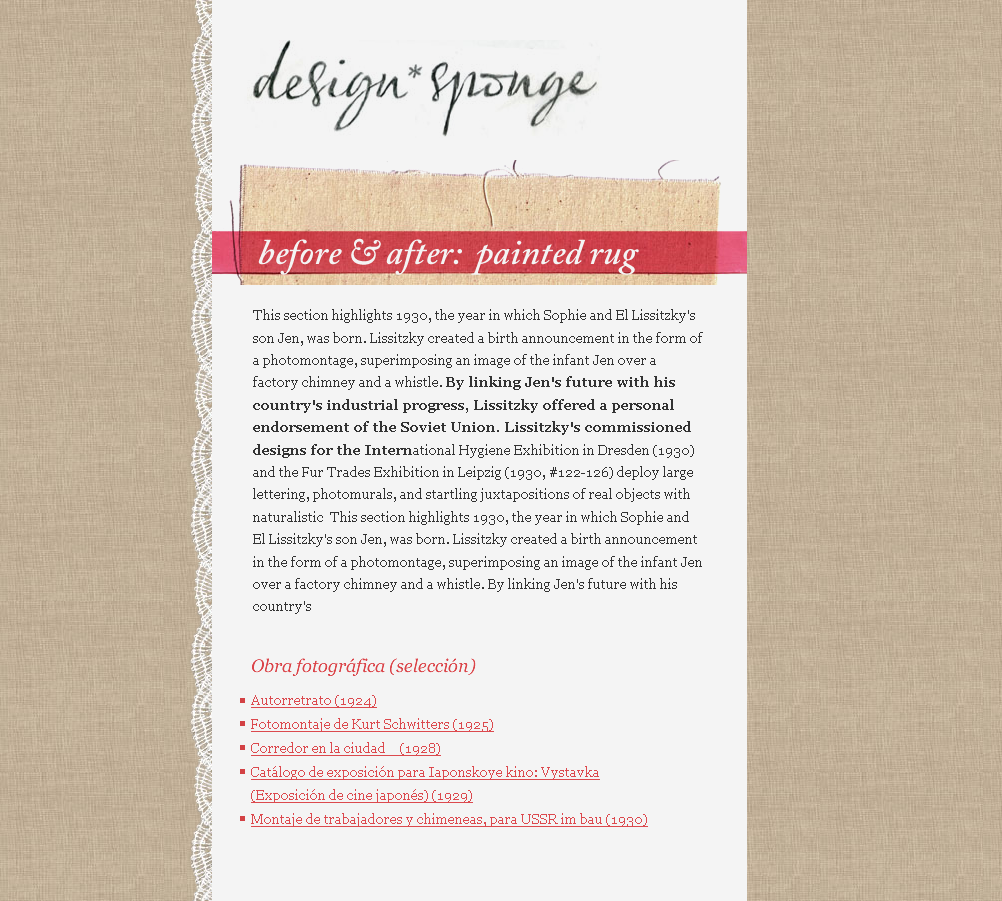 design*sponge
before & after: painted rug
This section highlights 1930, the year in which Sophie and El Lissitzky's
son Jen, was born. Lissitzky created a birth announcement in the form of
a photomontage, superimposing an image of the infant Jen over a
factory chimney and a whistle. By linking Jen's future with his
country's industrial progress, Lissitzky offered a personal
endorsement of the Soviet Union. Lissitzky's commissioned
designs for the International Hygiene Exhibition in Dresden (1930)
and the Fur Trades Exhibition in Leipzig (1930, #122-126) deploy large
lettering, photomurals, and startling juxtapositions of real objects with
naturalistic  This section highlights 1930, the year in which Sophie and
El Lissitzky's son Jen, was born. Lissitzky created a birth announcement
in the form of a photomontage, superimposing an image of the infant Jen
over a factory chimney and a whistle. By linking Jen's future with his
country's
Obra fotográfica (selección)
Autorretrato (1924)
Fotomontaje de Kurt Schwitters (1925)
Corredor en la ciudad    (1928)
Catálogo de exposición para Iaponskoye kino: Vystavka
(Exposición de cine japonés) (1929)
Montaje de trabajadores y chimeneas, para USSR im bau (1930)